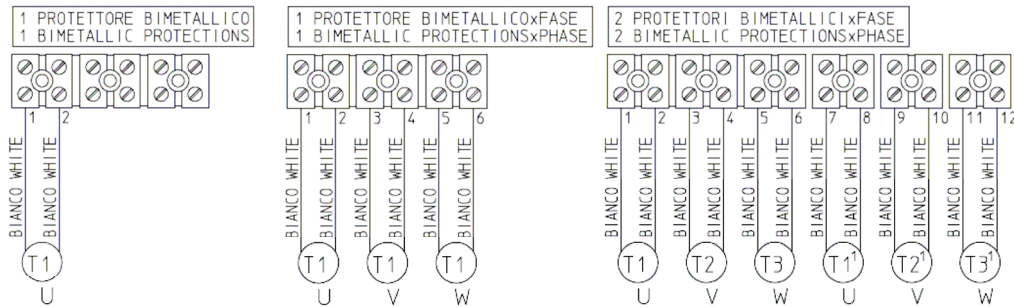 1 PROTETTORE BIMETALLICO
1 BIMETALLIC PROTECTIONS
1 2
BIANCO WHITE
BIANCO WHITE
T1
U
1 PROTETTORE BIMETALLICOxFASE
1 BIMETALLIC PROTECTIONSxPHASE
1 2 3 4 5 6
BIANCO WHITE
BIANCO WHITE
BIANCO WHITE
BIANCO WHITE
BIANCO WHITE
BIANCO WHITE
T1 T1 T1
U V W
2 PROTETTORI BIMETALLICIxFASE
2 BIMETALLIC PROTECTIONSxPHASE
1 2 3 4 5 6 7 8 9 10 11 12
BIANCO WHITE
BIANCO WHITE
BIANCO WHITE
BIANCO WHITE
BIANCO WHITE
BIANCO WHITE
BIANCO WHITE
BIANCO WHITE
BIANCO WHITE
BIANCO WHITE
BIANCO WHITE
BIANCO WHITE
T1 T2 T3 T1¹ T2¹ T3¹
U V W U V W